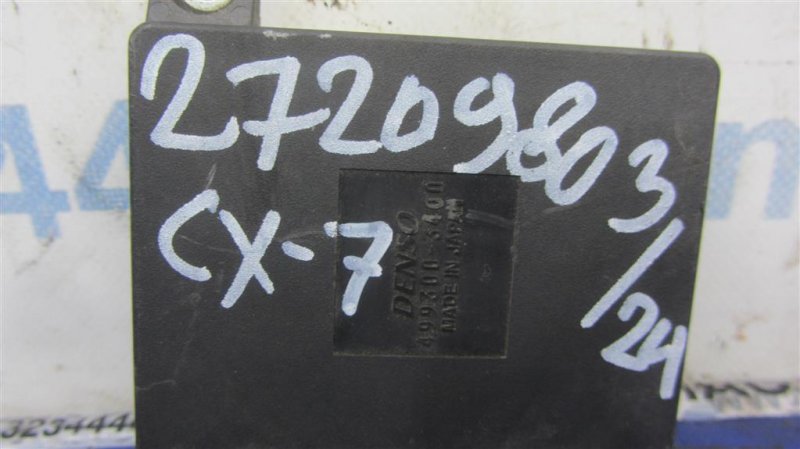 27209803/24
CX-7
DENSO
499300-3400
MADE IN JAPAN